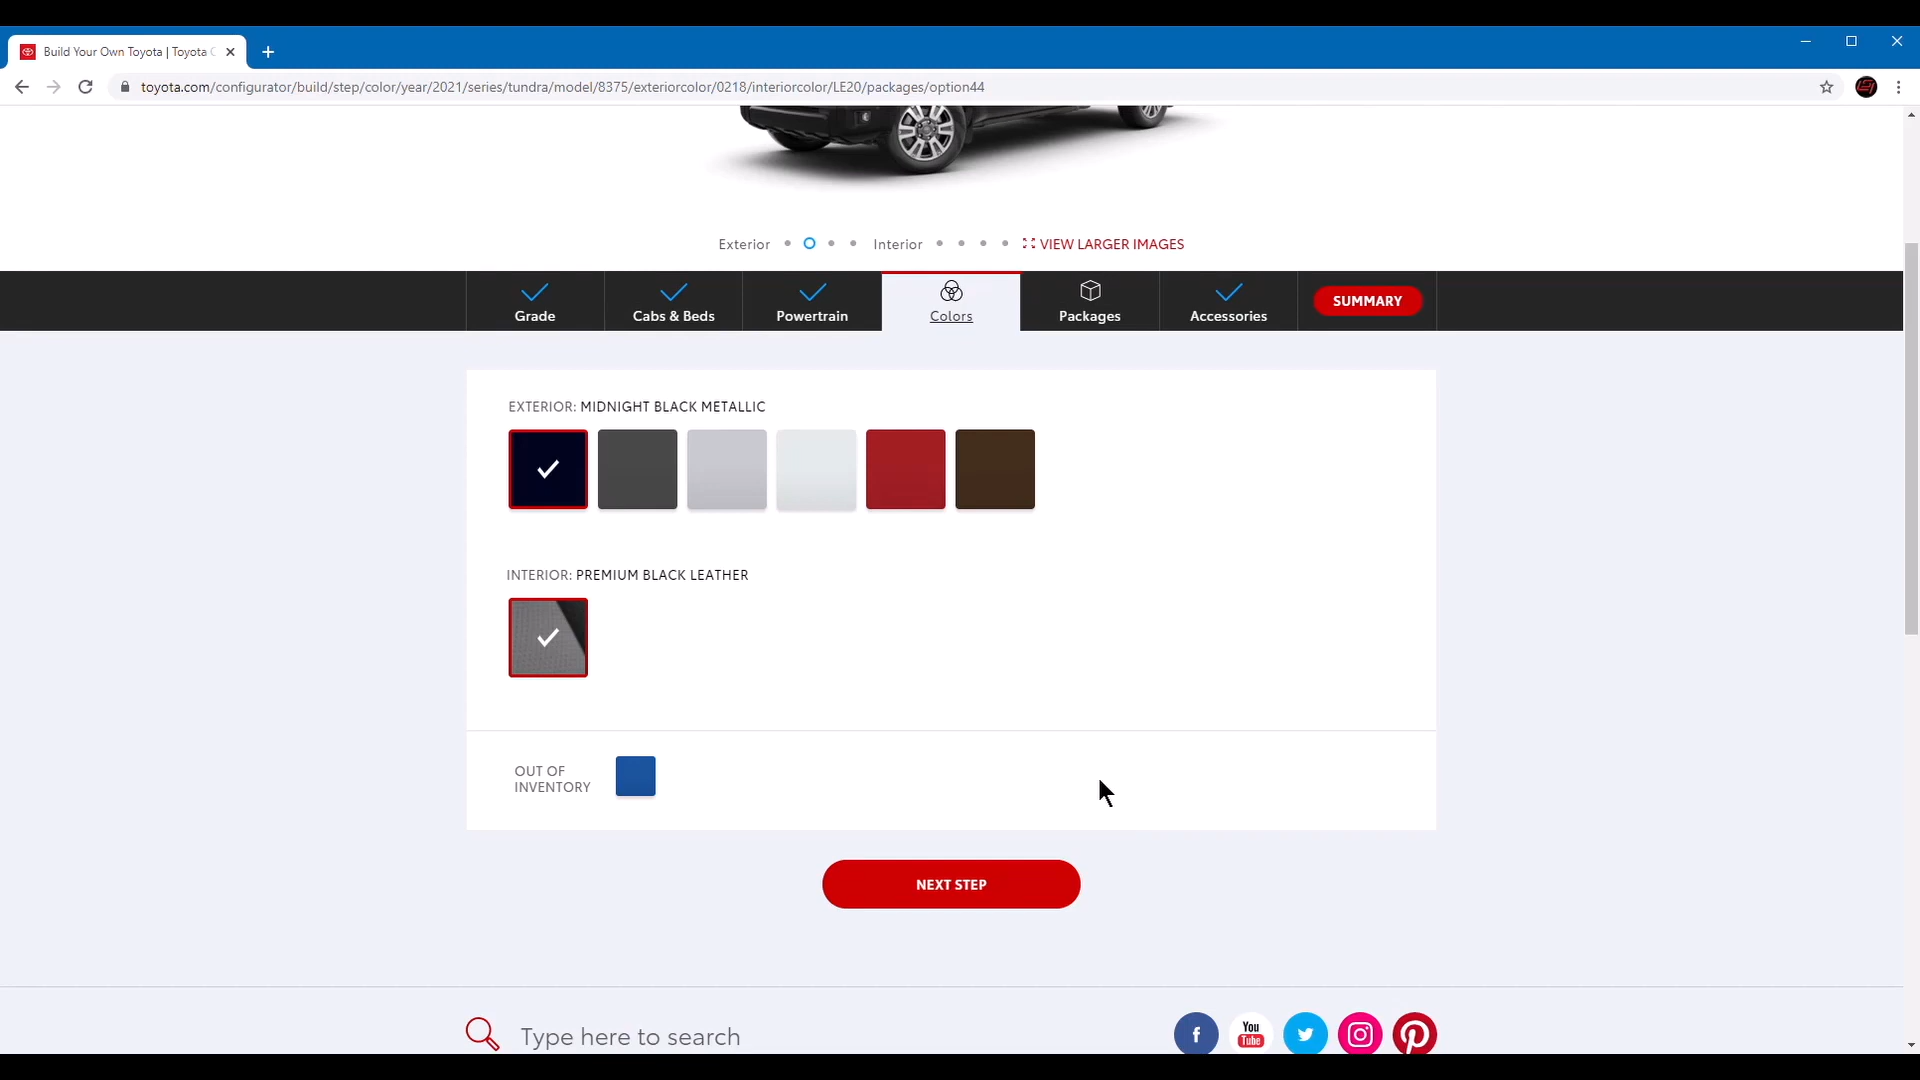 Build Your Own Toyota | Toyota C
toyota.com/configurator/build/step/color/year/2021/series/tundra/model/8375/exteriorcolor/0218/interiorcolor/LE20/packages/option44
Exterior Interior VIEW LARGER IMAGES
Grade Cabs & Beds Powertrain Colors Packages Accessories SUMMARY
EXTERIOR: MIDNIGHT BLACK METALLIC
INTERIOR: PREMIUM BLACK LEATHER
OUT OF
INVENTORY
NEXT STEP
Type here to search
f You Tube